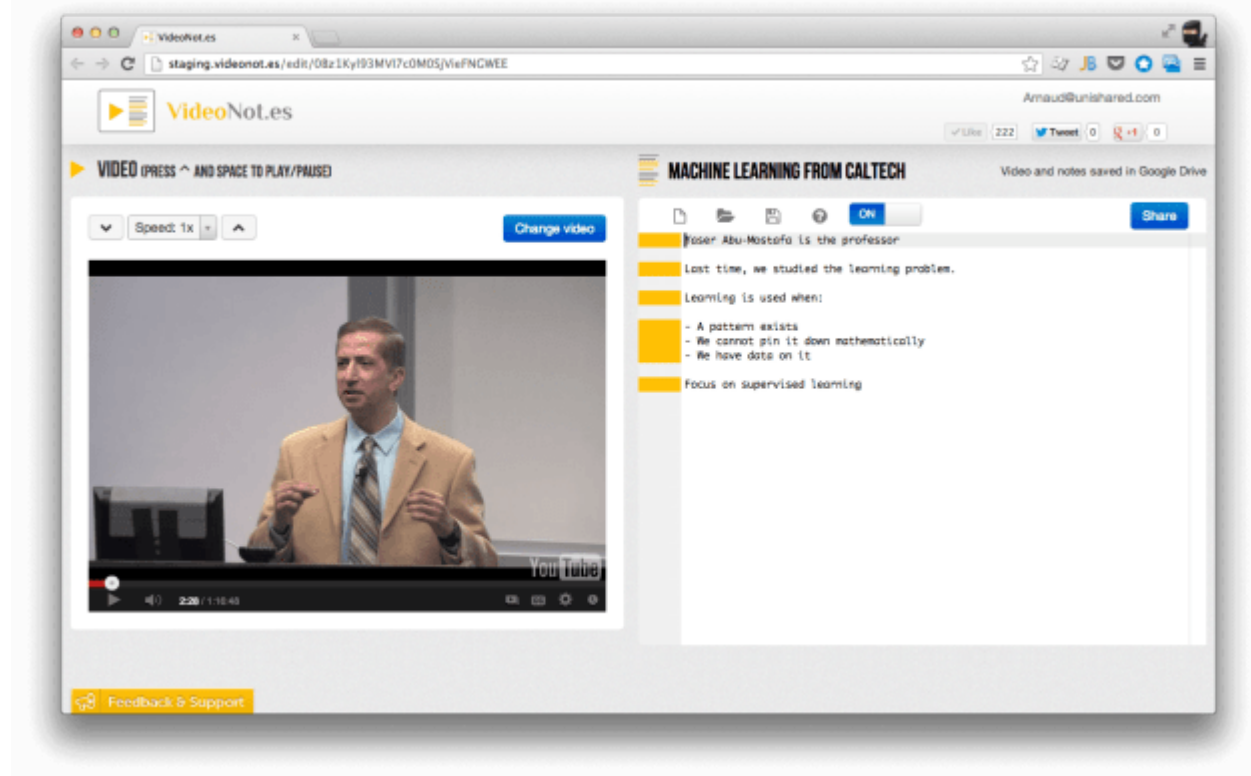 VideoNot.es
staging.videonot.es/edit/0Bz1Kyl93MVl7c0M0SjVieFNGWEE
VideoNot.es
Arnaud@unishared.com
Like 222 Tweet 0 +1 0
VIDEO (PRESS ^ AND SPACE TO PLAY/PAUSE)
MACHINE LEARNING FROM CALTECH
Video and notes saved in Google Drive
Speed: 1x
Change video
ON
Share
Yaser Abu-Mostafa is the professor
Last time, we studied the learning problem.
Learning is used when:
- A pattern exists
- We cannot pin it down mathematically
- We have data on it
Focus on supervised learning
YouTube
2:26 / 1:16:48
Feedback & Support